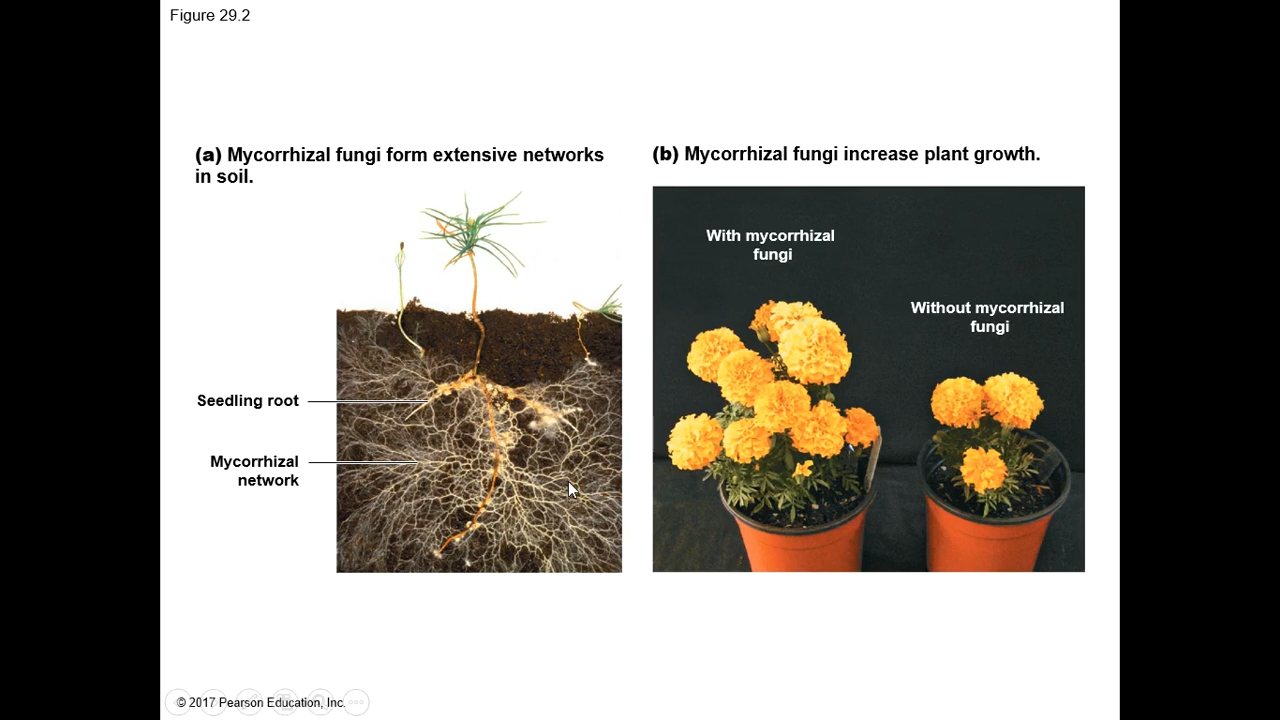 Figure 29.2
(a) Mycorrhizal fungi form extensive networks
in soil.
(b) Mycorrhizal fungi increase plant growth.
With mycorrhizal
fungi
Without mycorrhizal
fungi
Seedling root
Mycorrhizal
network
© 2017 Pearson Education, Inc.